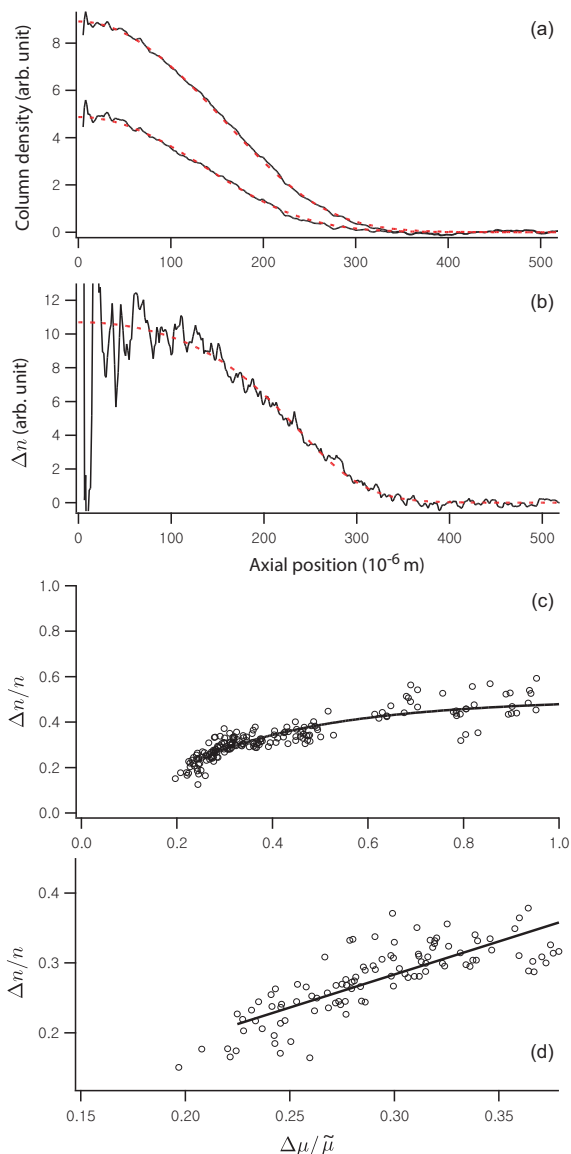 (a)
Column density (arb. unit)
8
6
4
2
0
0 100 200 300 400 500
(b)
Δn (arb. unit)
12
10
8
6
4
2
0
0 100 200 300 400 500
Axial position (10⁻⁶ m)
(c)
Δn/n
1.0
0.8
0.6
0.4
0.2
0.0
0.0 0.2 0.4 0.6 0.8 1.0
Δn/n
0.4
0.3
0.2
(d)
0.15 0.20 0.25 0.30 0.35
Δμ/μ̃